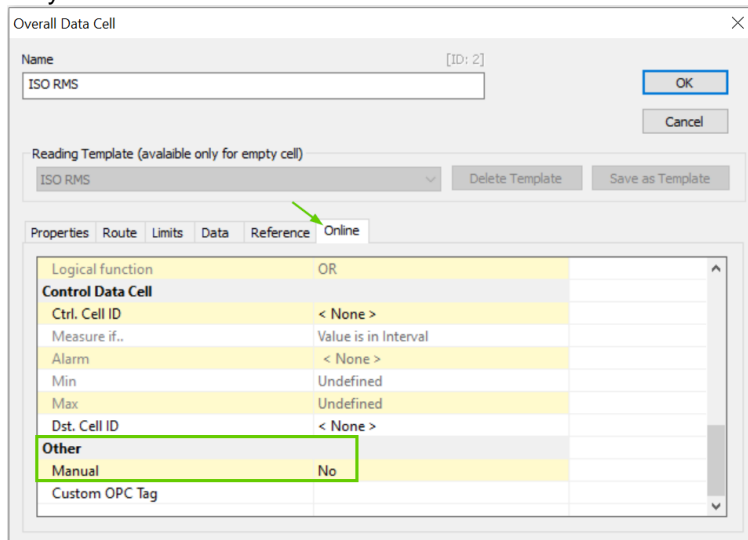 Overall Data Cell
Name [ID: 2]
ISO RMS
OK
Cancel
Reading Template (avalaible only for empty cell)
ISO RMS Delete Template Save as Template
Properties Route Limits Data Reference Online
Logical function OR
Control Data Cell
Ctrl. Cell ID < None >
Measure if.. Value is in Interval
Alarm < None >
Min Undefined
Max Undefined
Dst. Cell ID < None >
Other
Manual No
Custom OPC Tag